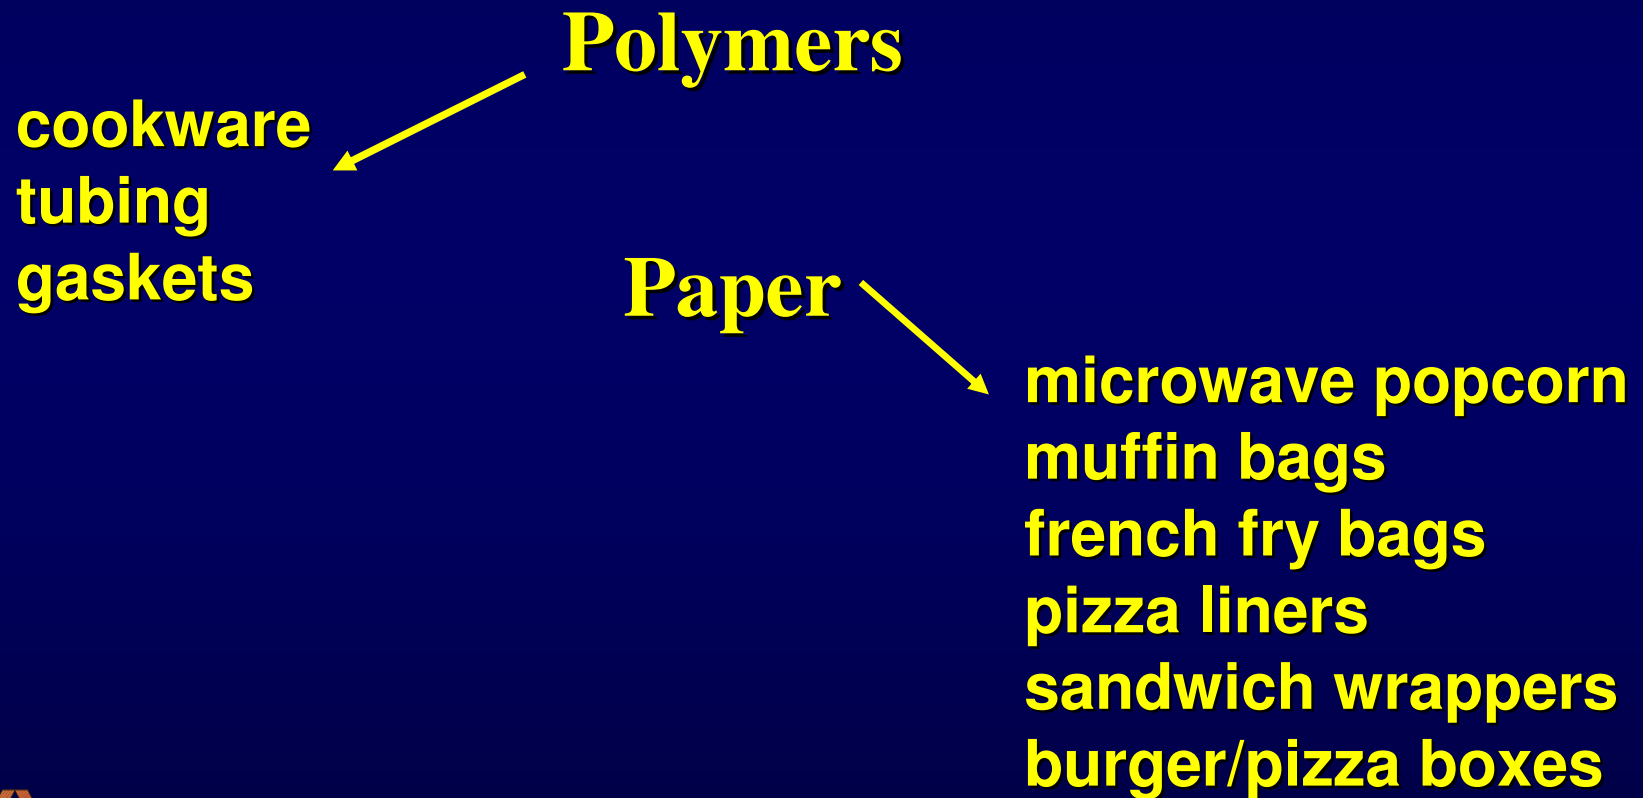 Polymers
cookware
tubing
gaskets
Paper
microwave popcorn
muffin bags
french fry bags
pizza liners
sandwich wrappers
burger/pizza boxes